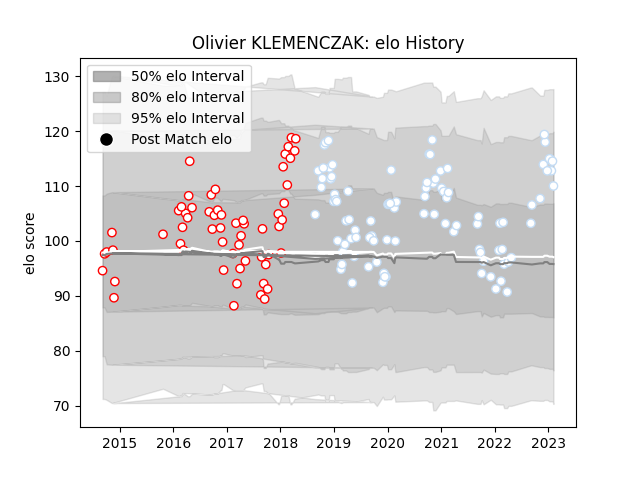 Olivier KLEMENCZAK: elo History
50% elo Interval
80% elo Interval
95% elo Interval
Post Match elo
elo score
130
120
110
100
90
80
70
2015 2016 2017 2018 2019 2020 2021 2022 2023